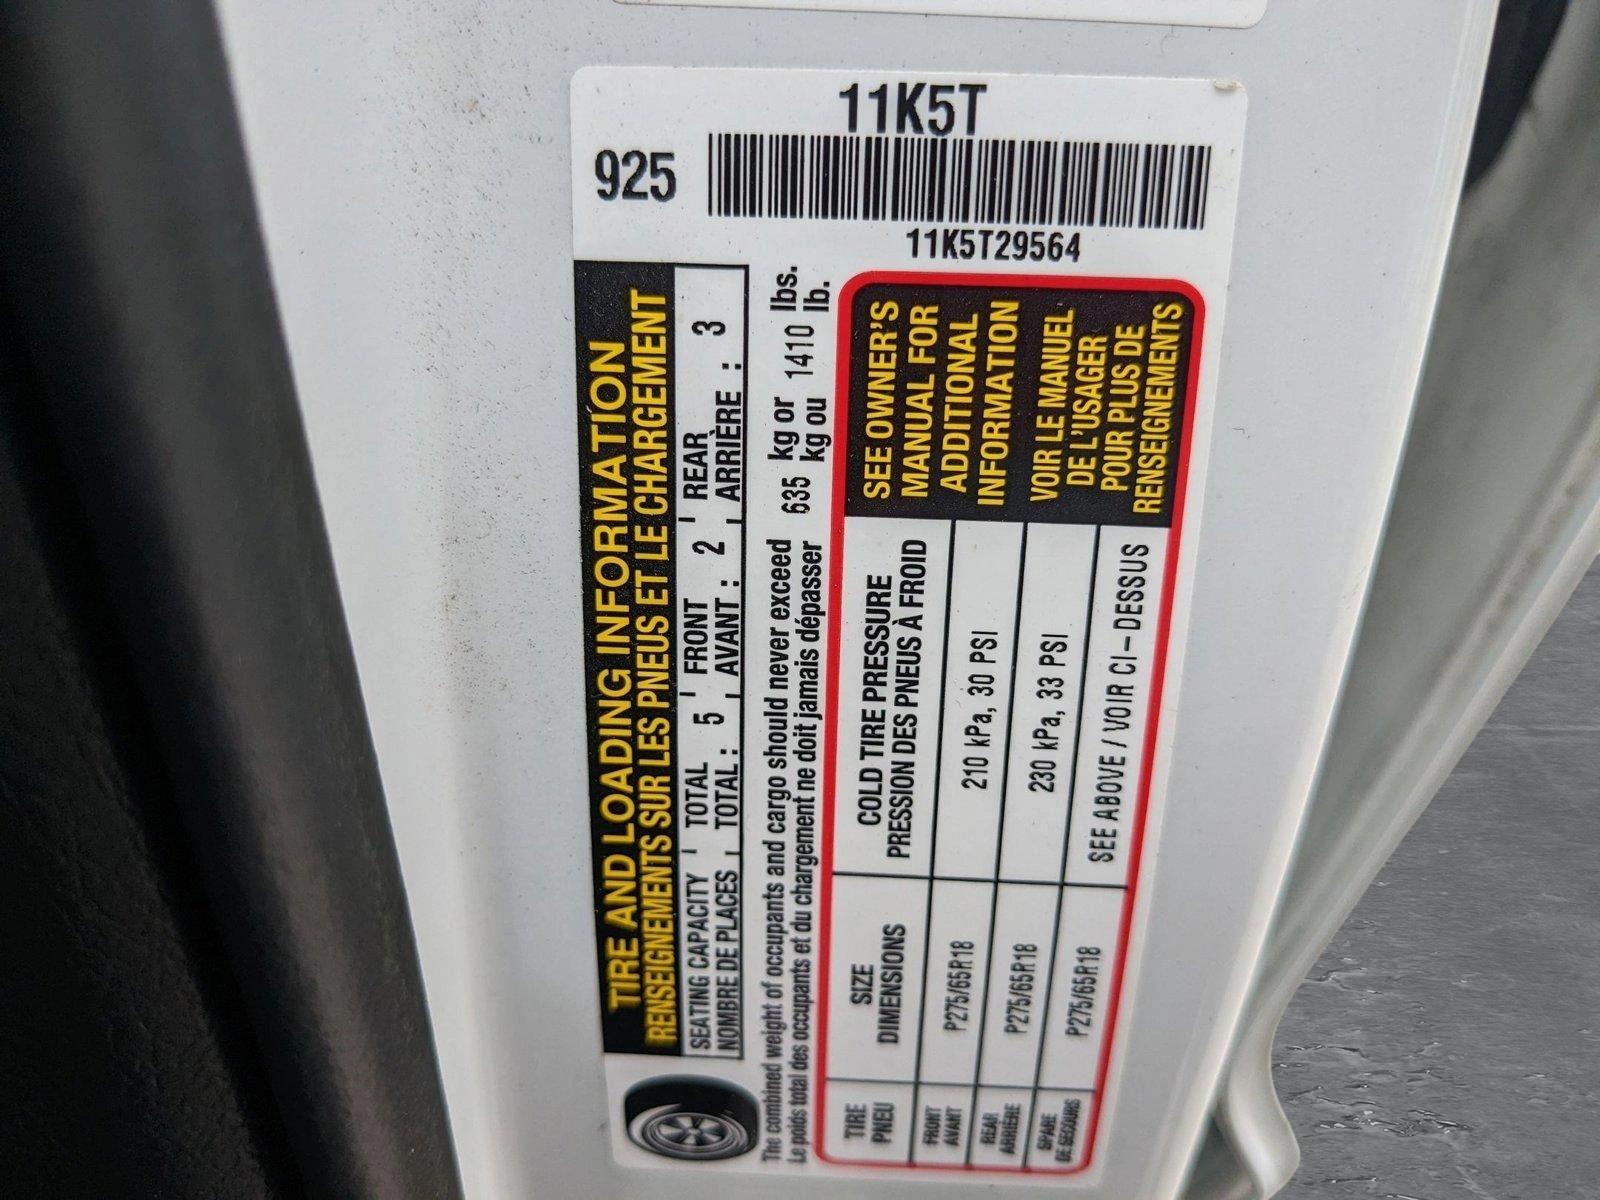 11K5T
925
11K5T29564
TIRE AND LOADING INFORMATION
RENSEIGNEMENTS SUR LES PNEUS ET LE CHARGEMENT
SEATING CAPACITY TOTAL FRONT REAR
NOMBRE DE PLACES TOTAL : 5 AVANT : 2 ARRIÈRE : 3
The combined weight of occupants and cargo should never exceed 635 kg or 1410 lbs.
Le poids total des occupants et du chargement ne doit jamais dépasser kg ou lb.
TIRE
PNEU
SIZE
DIMENSIONS
COLD TIRE PRESSURE
PRESSION DES PNEUS À FROID
SEE OWNER'S
MANUAL FOR
ADDITIONAL
INFORMATION
VOIR LE MANUEL
DE L'USAGER
POUR PLUS DE
RENSEIGNEMENTS
FRONT
AVANT
P275/65R18
210 kPa, 30 PSI
REAR
ARRIÈRE
P275/65R18
230 kPa, 33 PSI
SPARE
DE SECOURS
P275/65R18
SEE ABOVE / VOIR CI-DESSUS